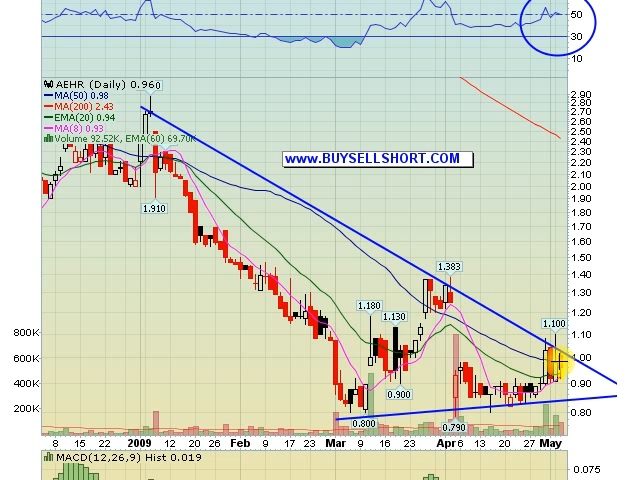 50
30
10
AEHR (Daily) 0.960
MA(50) 0.98
MA(200) 2.43
EMA(20) 0.94
MA(8) 0.93
Volume 92.52K, EMA(60) 69.70K
www.BUYSELLSHORT.COM
2.90
2.80
2.70
2.60
2.50
2.40
2.30
2.20
2.10
2.00
1.90
1.80
1.70
1.60
1.50
1.40
1.30
1.20
1.10
1.00
0.90
0.80
1.910
1.383
1.180
1.130
1.100
0.900
0.800
0.790
800K
600K
400K
200K
8 15 22 2009 12 20 26 Feb 9 17 23 Mar 9 16 23 Apr 6 13 20 27 May
MACD(12,26,9) Hist 0.019
0.075